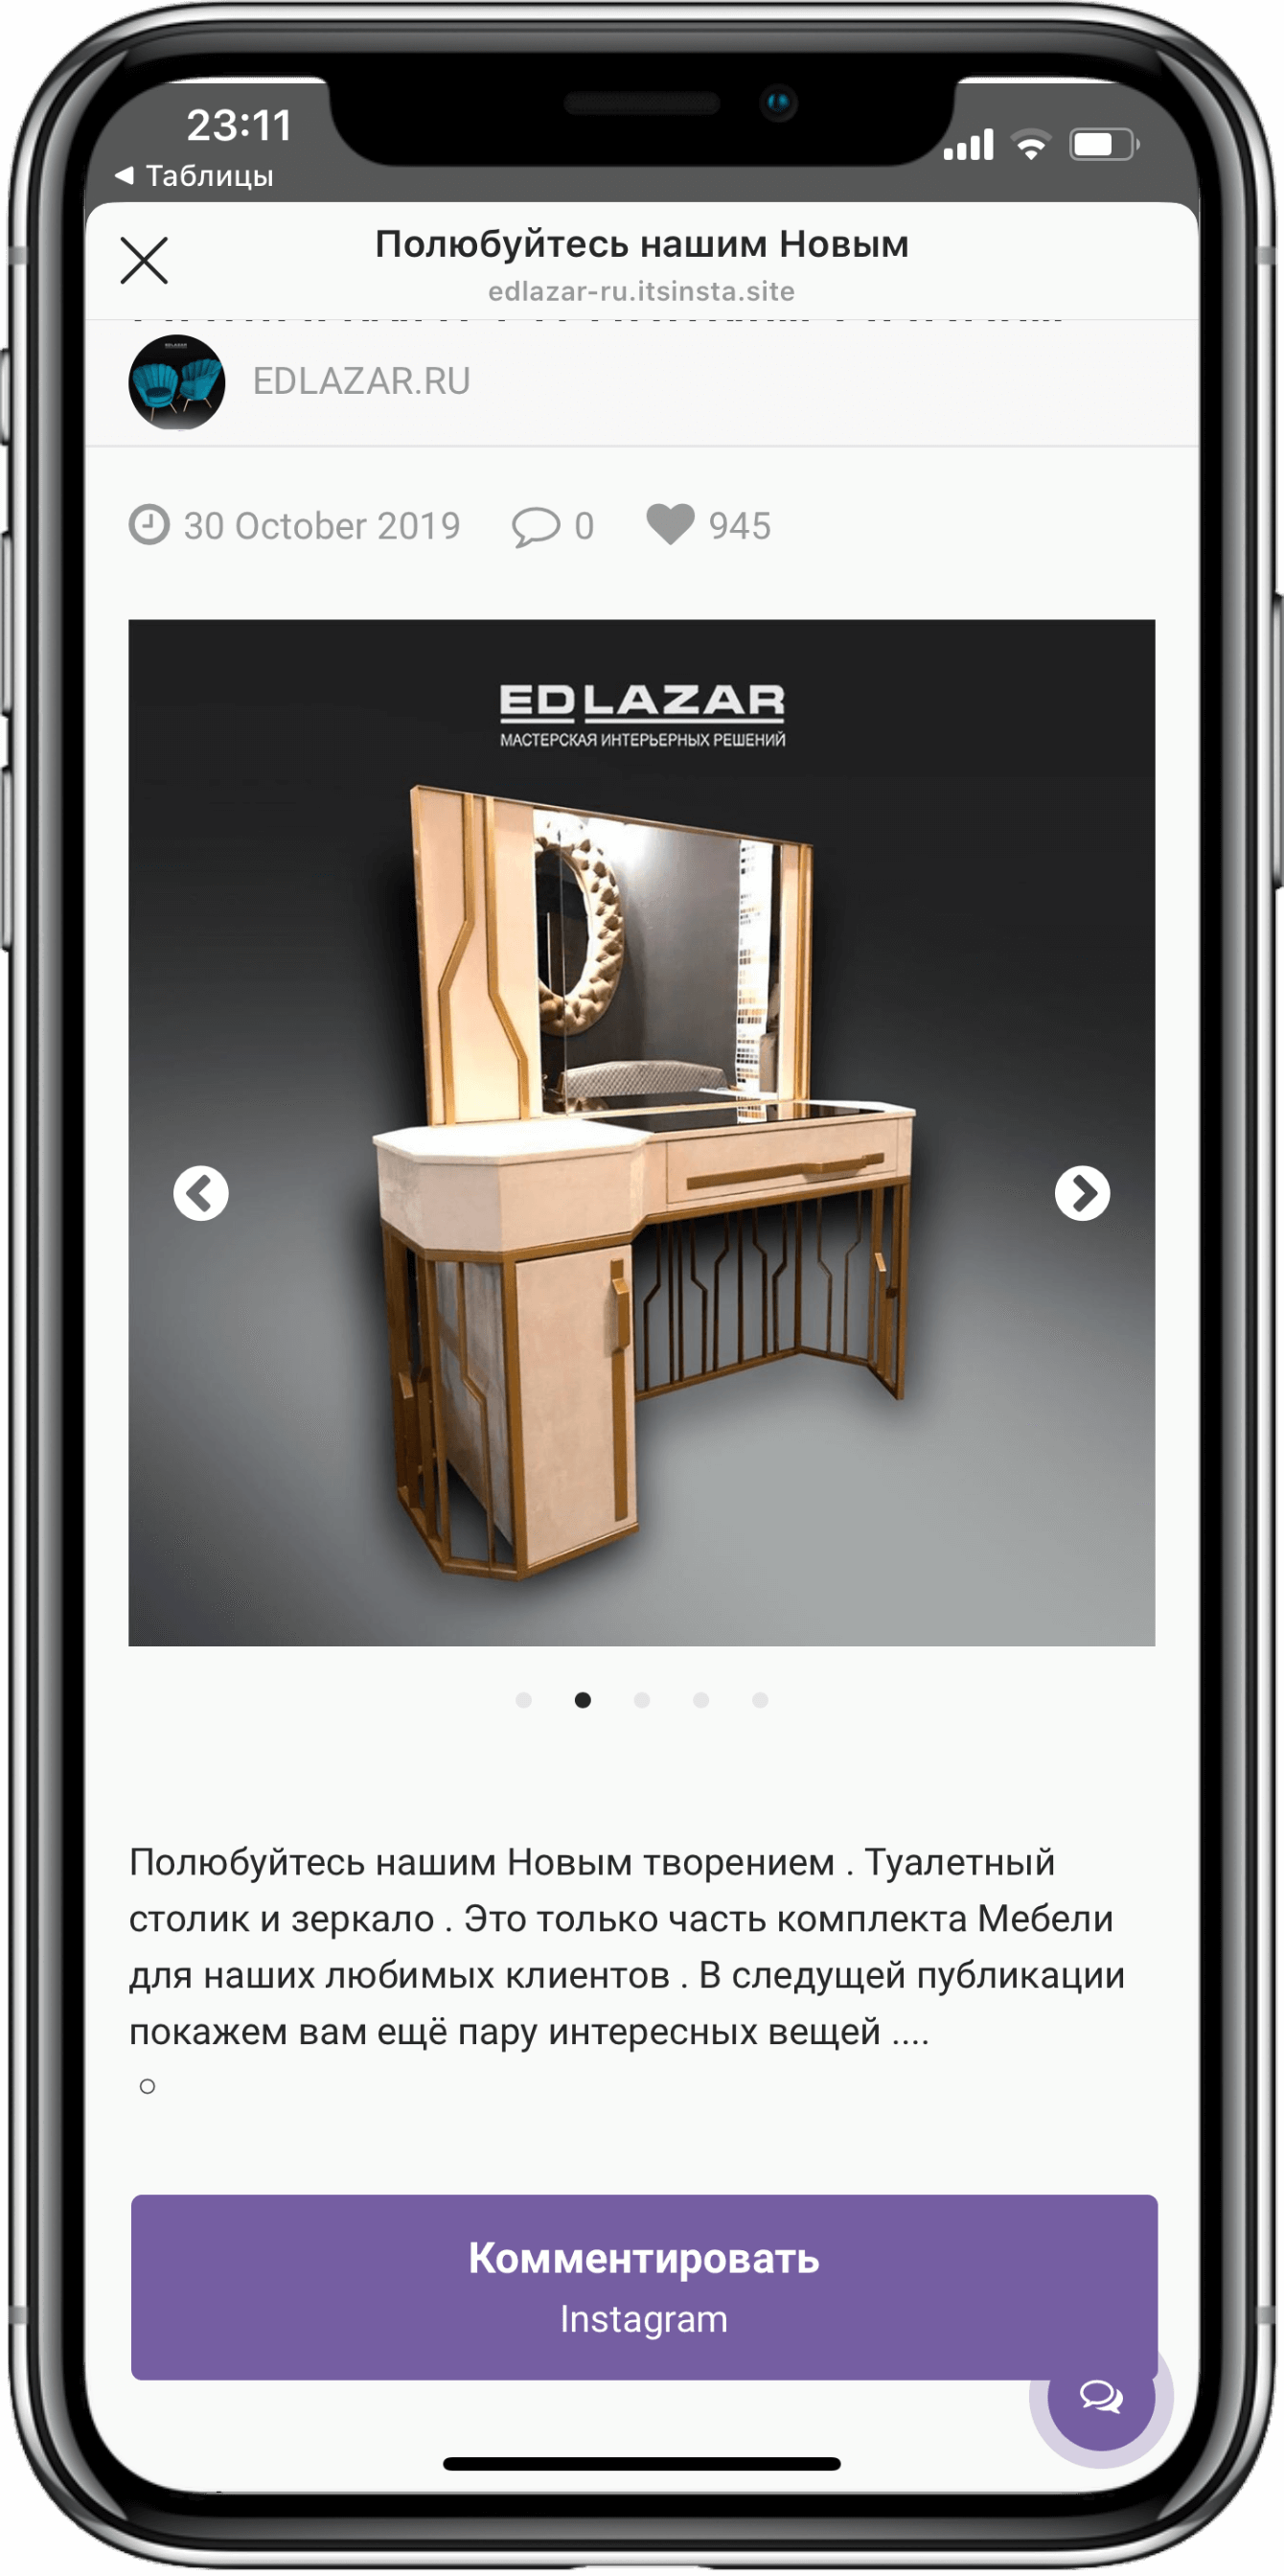 23:11
Таблицы
Полюбуйтесь нашим Новым
edlazar-ru.itsinsta.site
EDLAZAR.RU
30 October 2019 0 945
EDLAZAR
МАСТЕРСКАЯ ИНТЕРЬЕРНЫХ РЕШЕНИЙ
Полюбуйтесь нашим Новым творением . Туалетный
столик и зеркало . Это только часть комплекта Мебели
для наших любимых клиентов . В следущей публикации
покажем вам ещё пару интересных вещей ....
Комментировать
Instagram